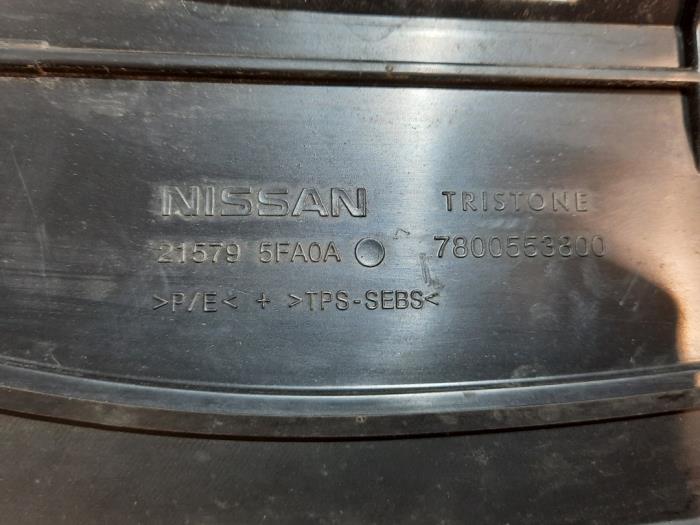 NISSAN TRISTONE
21579 5FA0A 7800553800
>P/E< + >TPS-SEBS<